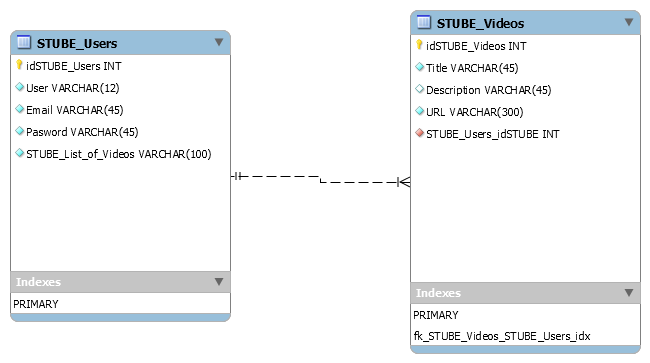 STUBE_Users
idSTUBE_Users INT
User VARCHAR(12)
Email VARCHAR(45)
Pasword VARCHAR(45)
STUBE_List_of_Videos VARCHAR(100)
Indexes
PRIMARY
STUBE_Videos
idSTUBE_Videos INT
Title VARCHAR(45)
Description VARCHAR(45)
URL VARCHAR(300)
STUBE_Users_idSTUBE INT
Indexes
PRIMARY
fk_STUBE_Videos_STUBE_Users_idx